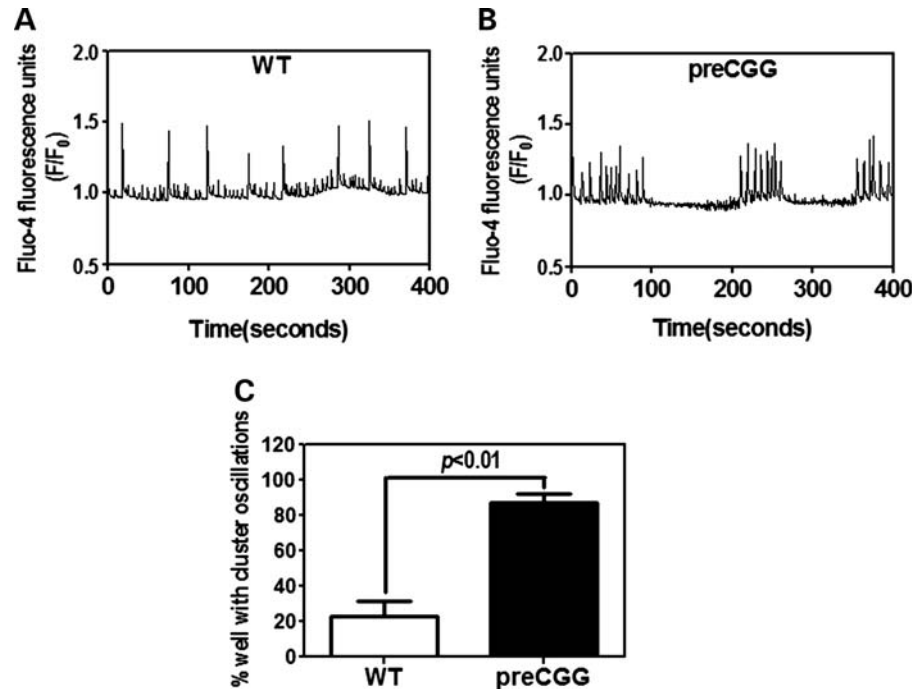 A
Fluo-4 fluorescence units
(F/F0)
2.0
1.5
1.0
0.5
WT
0 100 200 300 400
Time(seconds)
B
Fluo-4 fluorescence units
(F/F0)
2.0
1.5
1.0
0.5
preCGG
0 100 200 300 400
Time(seconds)
C
% well with cluster oscillations
120
100
80
60
40
20
0
p<0.01
WT preCGG